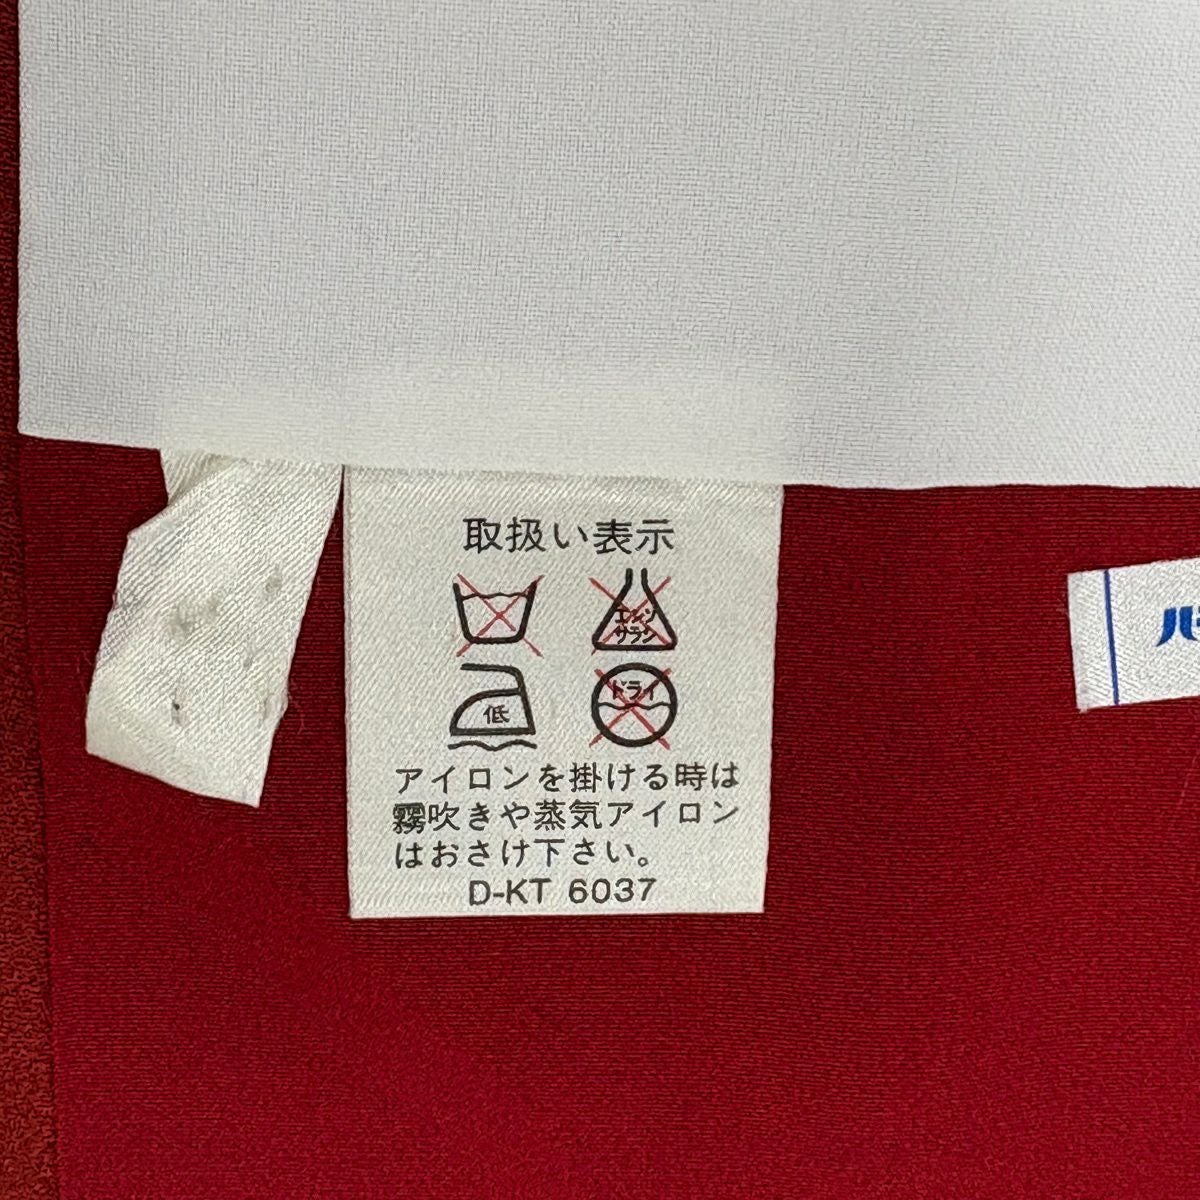 取扱い表示
エンソ
サラシ
低
ドライ
アイロンを掛ける時は
霧吹きや蒸気アイロン
はおさけ下さい。
D-KT 6037